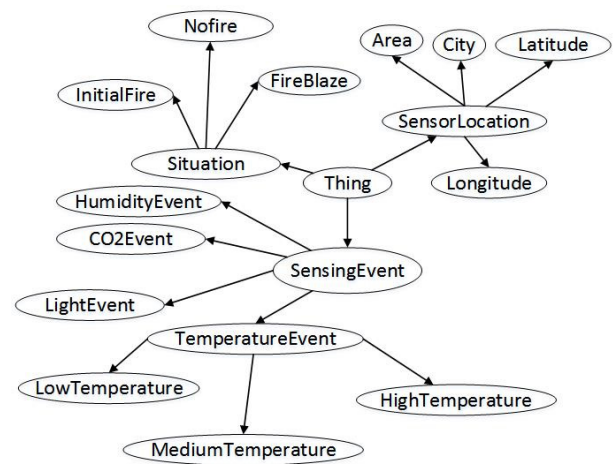 Nofire
Area
City
Latitude
InitialFire
FireBlaze
SensorLocation
Situation
Thing
Longitude
HumidityEvent
CO2Event
SensingEvent
LightEvent
TemperatureEvent
LowTemperature
HighTemperature
MediumTemperature